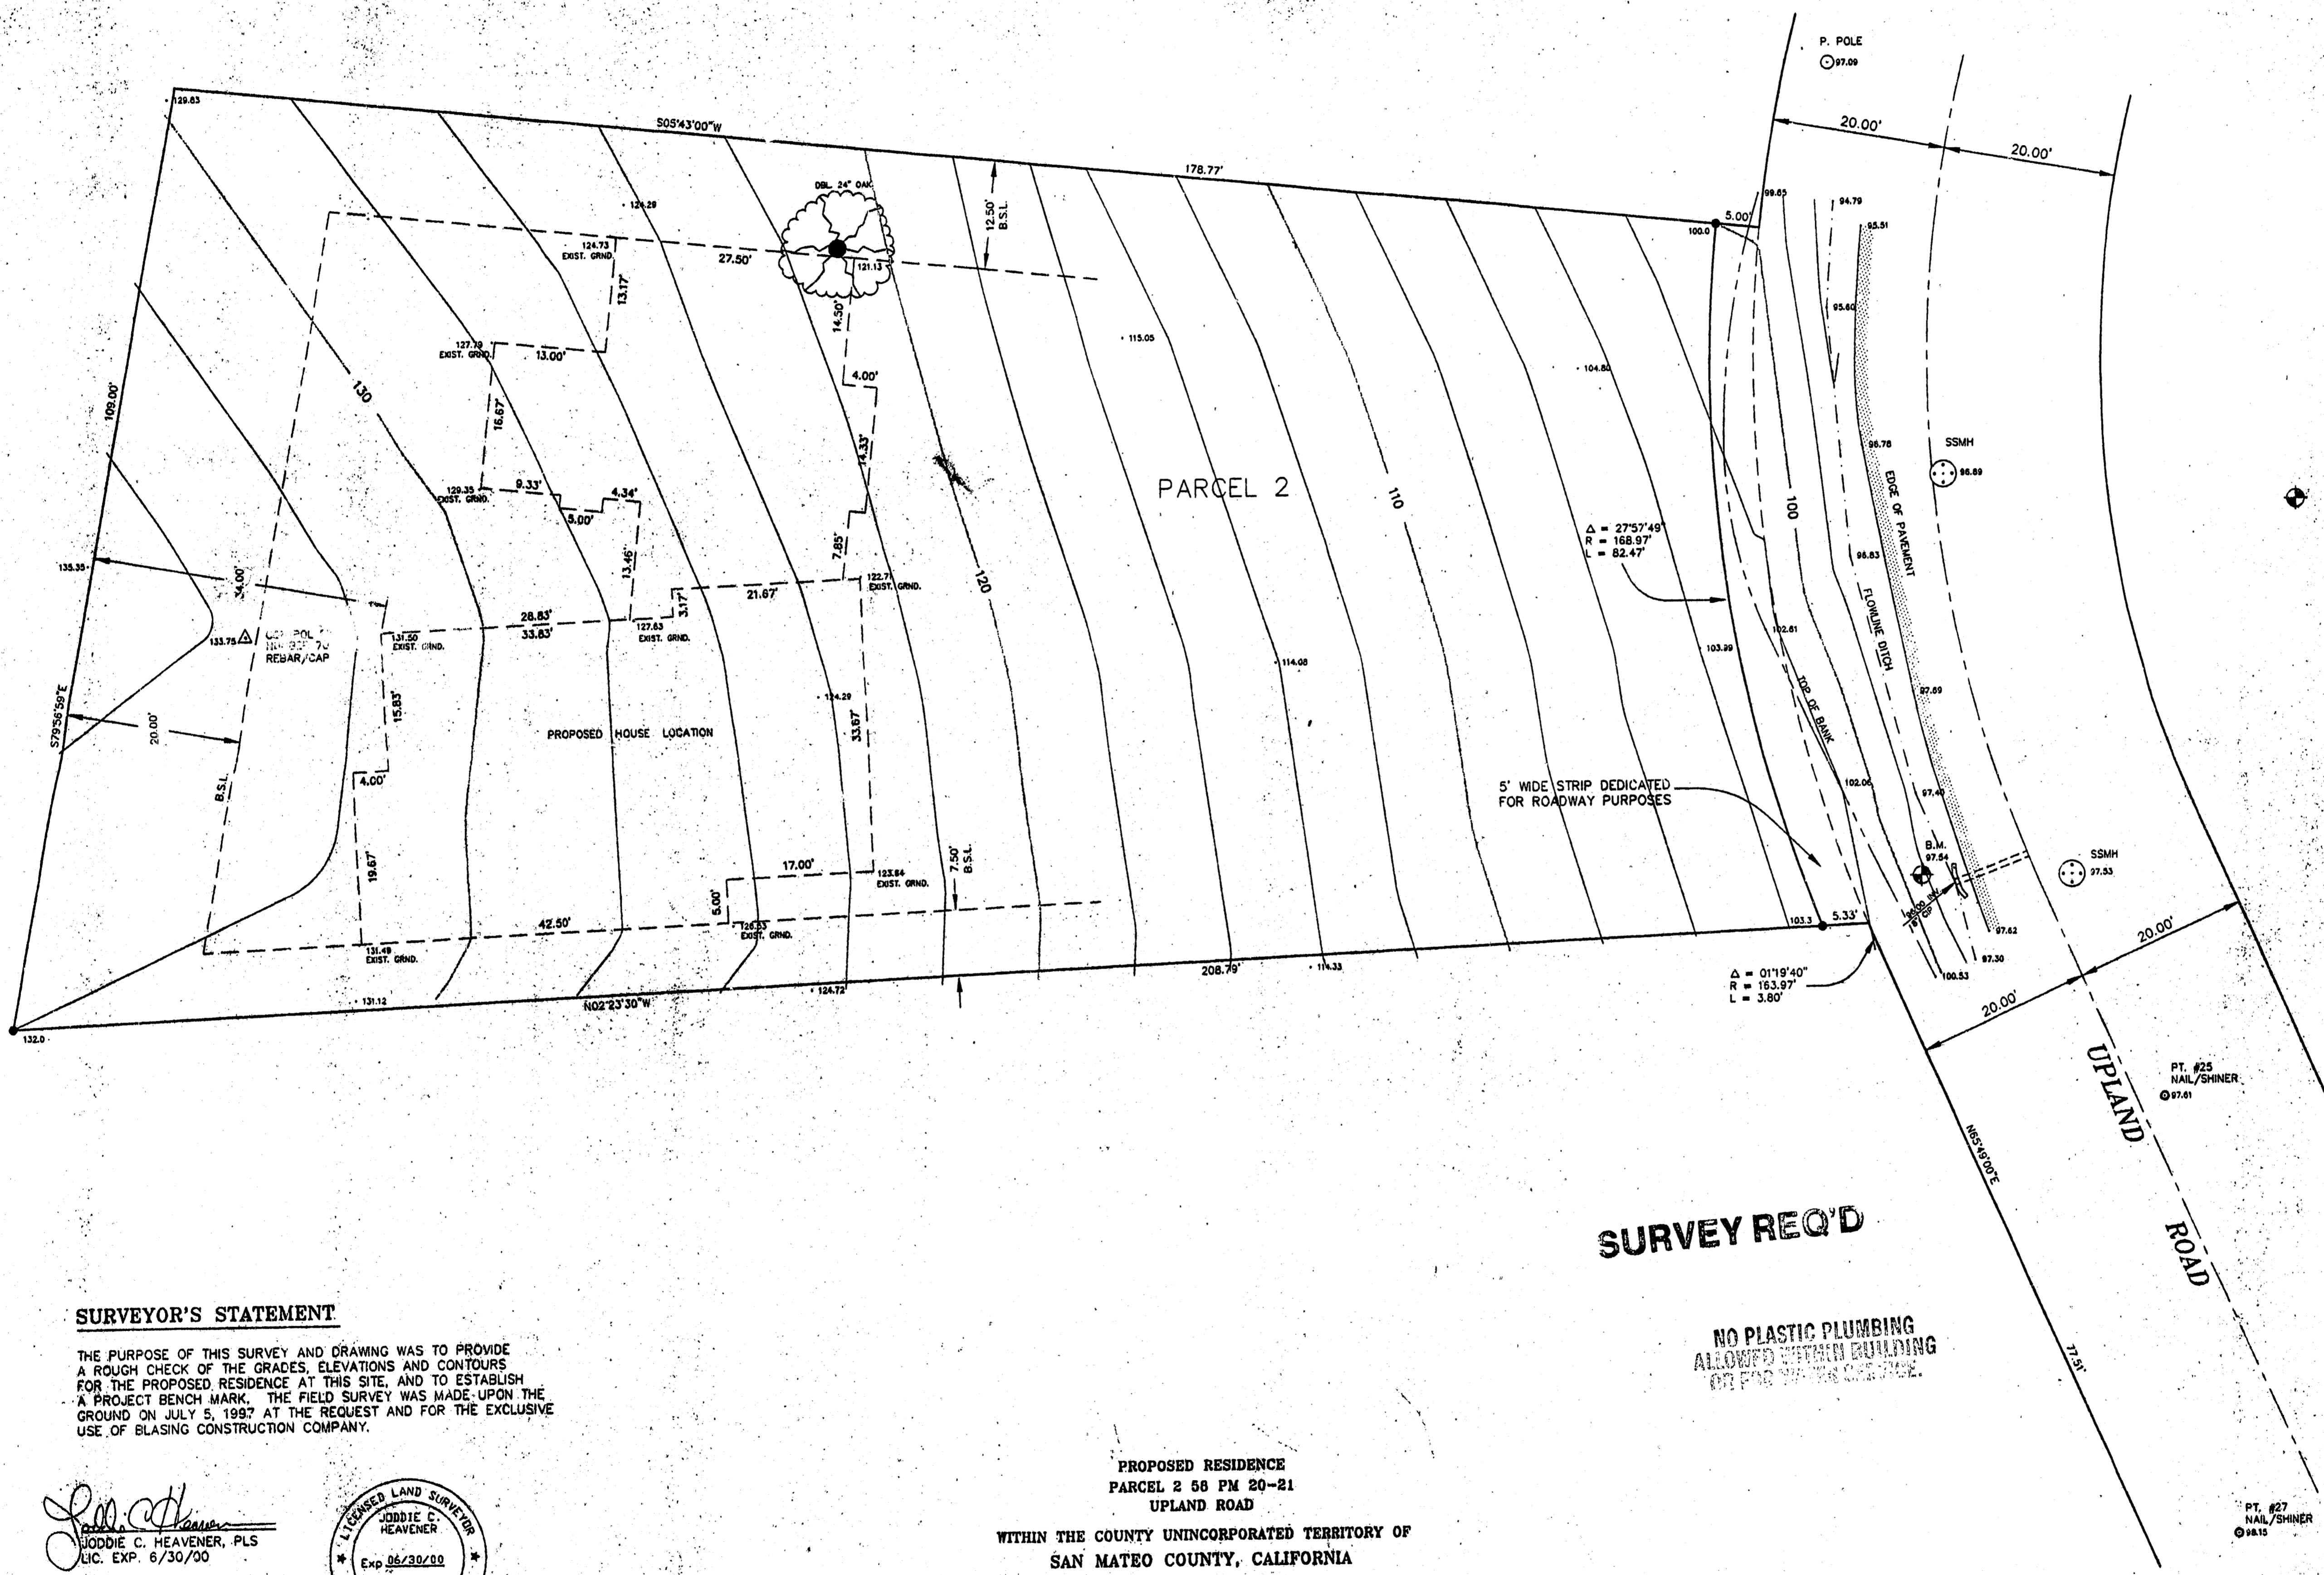 P. POLE
97.09
20.00'
20.00'
129.63
S05°43'00"W
178.77'
DBL. 24" OAK
124.29
12.50'
B.S.L.
5.00'
100.0
99.65
94.79
95.51
124.73
EXIST. GRND.
27.50'
121.13
13.17'
14.50'
95.60
127.79
EXIST. GRND.
13.00'
115.05
104.80
4.00'
130
109.00'
16.67'
14.33'
96.78
SSMH
96.89
129.35
EXIST. GRND.
9.33'
4.34'
5.00'
PARCEL 2
110
100
EDGE OF PAVEMENT
Δ = 27°57'49"
R = 168.97'
L = 82.47'
7.85'
13.46'
96.83
135.35
34.00'
122.71
EXIST. GRND.
120
21.67'
3.17'
28.83'
33.83'
FLOWLINE DITCH
133.75
REBAR/CAP
131.50
EXIST. GRND.
127.63
EXIST. GRND.
102.61
103.99
114.08
S79°56'59"E
20.00'
15.83'
124.29
97.69
TOP OF BANK
33.67'
PROPOSED HOUSE LOCATION
B.S.L.
4.00'
5' WIDE STRIP DEDICATED
FOR ROADWAY PURPOSES
102.06
97.40
B.M.
97.54
SSMH
97.53
19.67'
17.00'
123.84
EXIST. GRND.
7.50'
B.S.L.
5.00'
42.50'
EXIST. GRND.
131.49
EXIST. GRND.
103.3
5.33'
97.62
20.00'
97.30
100.53
208.79'
114.33
Δ = 01°19'40"
R = 163.97'
L = 3.80'
20.00'
131.12
124.72
N02°23'30"W
132.0
UPLAND
ROAD
PT. #25
NAIL/SHINER
97.61
N65°49'00"E
77.51'
SURVEY REQ'D
NO PLASTIC PLUMBING
ALLOWED WITHIN BUILDING
OR FOR WATER SERVICE.
SURVEYOR'S STATEMENT
THE PURPOSE OF THIS SURVEY AND DRAWING WAS TO PROVIDE
A ROUGH CHECK OF THE GRADES, ELEVATIONS AND CONTOURS
FOR THE PROPOSED RESIDENCE AT THIS SITE, AND TO ESTABLISH
A PROJECT BENCH MARK. THE FIELD SURVEY WAS MADE UPON THE
GROUND ON JULY 5, 1997 AT THE REQUEST AND FOR THE EXCLUSIVE
USE OF BLASING CONSTRUCTION COMPANY.
Joddie C Heavener
JODDIE C. HEAVENER, PLS
LIC. EXP. 6/30/00
LICENSED LAND SURVEYOR
JODDIE C.
HEAVENER
Exp 06/30/00
PROPOSED RESIDENCE
PARCEL 2 58 PM 20-21
UPLAND ROAD
WITHIN THE COUNTY UNINCORPORATED TERRITORY OF
SAN MATEO COUNTY, CALIFORNIA
PT. #27
NAIL/SHINER
98.15